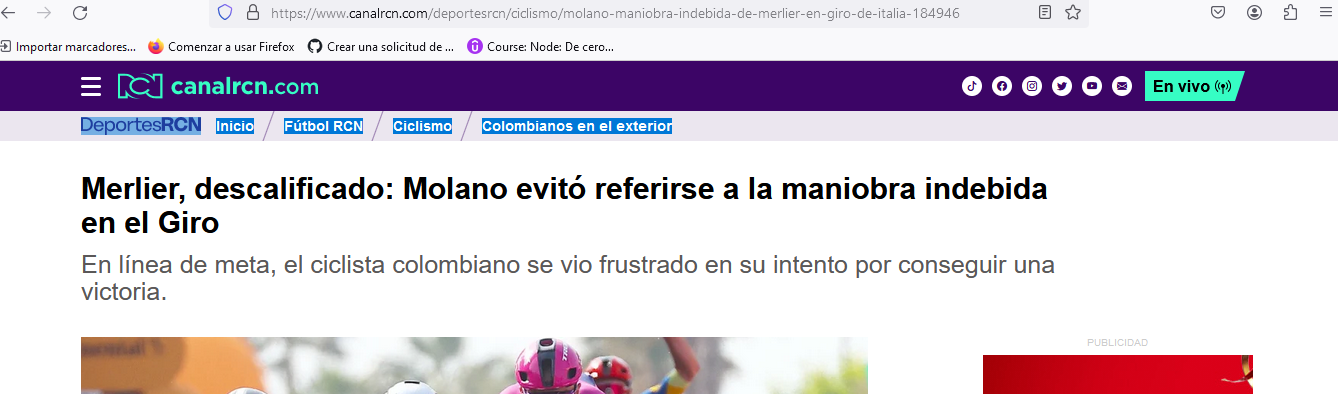 https://www.canalrcn.com/deportesrcn/ciclismo/molano-maniobra-indebida-de-merlier-en-giro-de-italia-184946
Importar marcadores... Comenzar a usar Firefox Crear una solicitud de ... Course: Node: De cero...
canalrcn.com En vivo
DeportesRCN Inicio Fútbol RCN Ciclismo Colombianos en el exterior
Merlier, descalificado: Molano evitó referirse a la maniobra indebida
en el Giro
En línea de meta, el ciclista colombiano se vio frustrado en su intento por conseguir una
victoria.
PUBLICIDAD